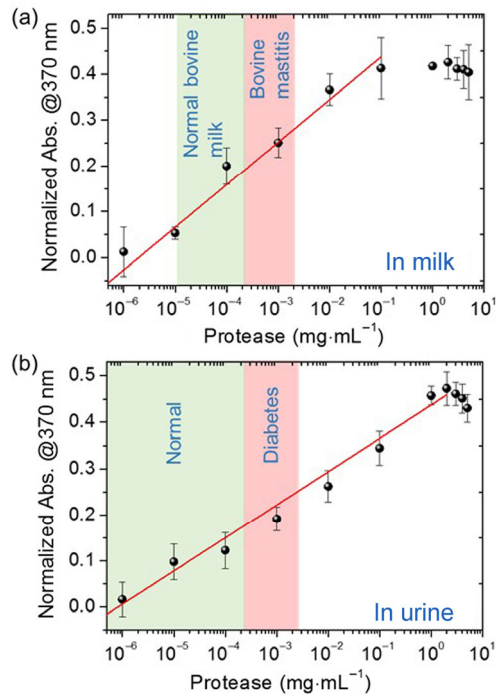 (a)
0.5
0.4
0.3
0.2
0.1
0.0
Normalized Abs. @370 nm
Normal bovine
milk
Bovine
mastitis
In milk
10⁻⁶ 10⁻⁵ 10⁻⁴ 10⁻³ 10⁻² 10⁻¹ 10⁰ 10¹
Protease (mg·mL⁻¹)
(b)
0.5
0.4
0.3
0.2
0.1
0.0
Normalized Abs. @370 nm
Normal
Diabetes
In urine
10⁻⁶ 10⁻⁵ 10⁻⁴ 10⁻³ 10⁻² 10⁻¹ 10⁰ 10¹
Protease (mg·mL⁻¹)